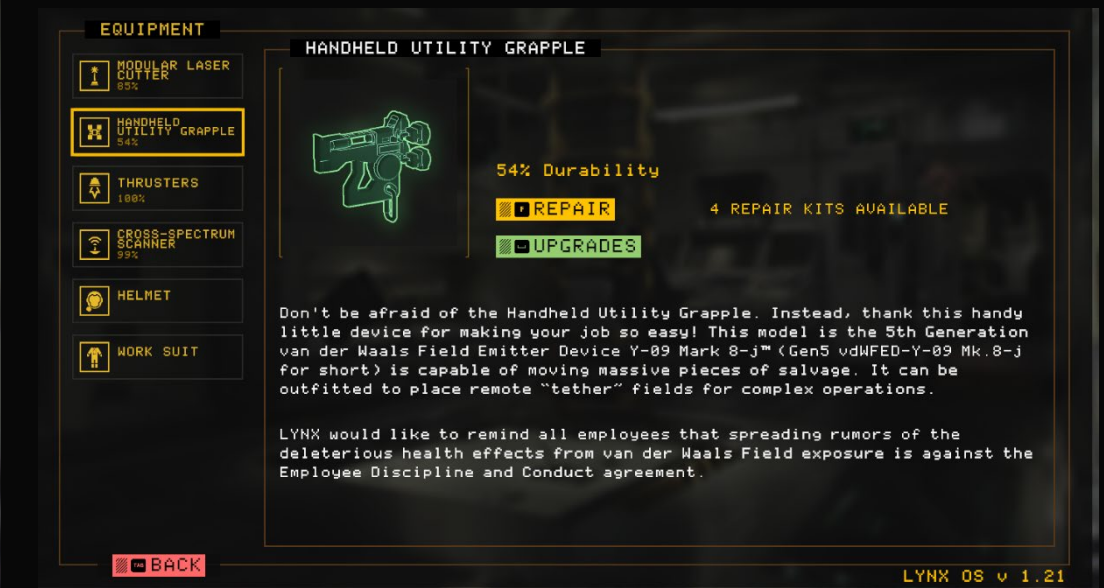 EQUIPMENT
MODULAR LASER
CUTTER
85%
HANDHELD
UTILITY GRAPPLE
54%
THRUSTERS
100%
CROSS-SPECTRUM
SCANNER
99%
HELMET
WORK SUIT
HANDHELD UTILITY GRAPPLE
54% Durability
F REPAIR
4 REPAIR KITS AVAILABLE
UPGRADES
Don't be afraid of the Handheld Utility Grapple. Instead, thank this handy
little device for making your job so easy! This model is the 5th Generation
van der Waals Field Emitter Device Y-09 Mark 8-j™ (Gen5 vdWFED-Y-09 Mk.8-j
for short) is capable of moving massive pieces of salvage. It can be
outfitted to place remote “tether” fields for complex operations.
LYNX would like to remind all employees that spreading rumors of the
deleterious health effects from van der Waals Field exposure is against the
Employee Discipline and Conduct agreement.
TAB BACK
LYNX OS v 1.21